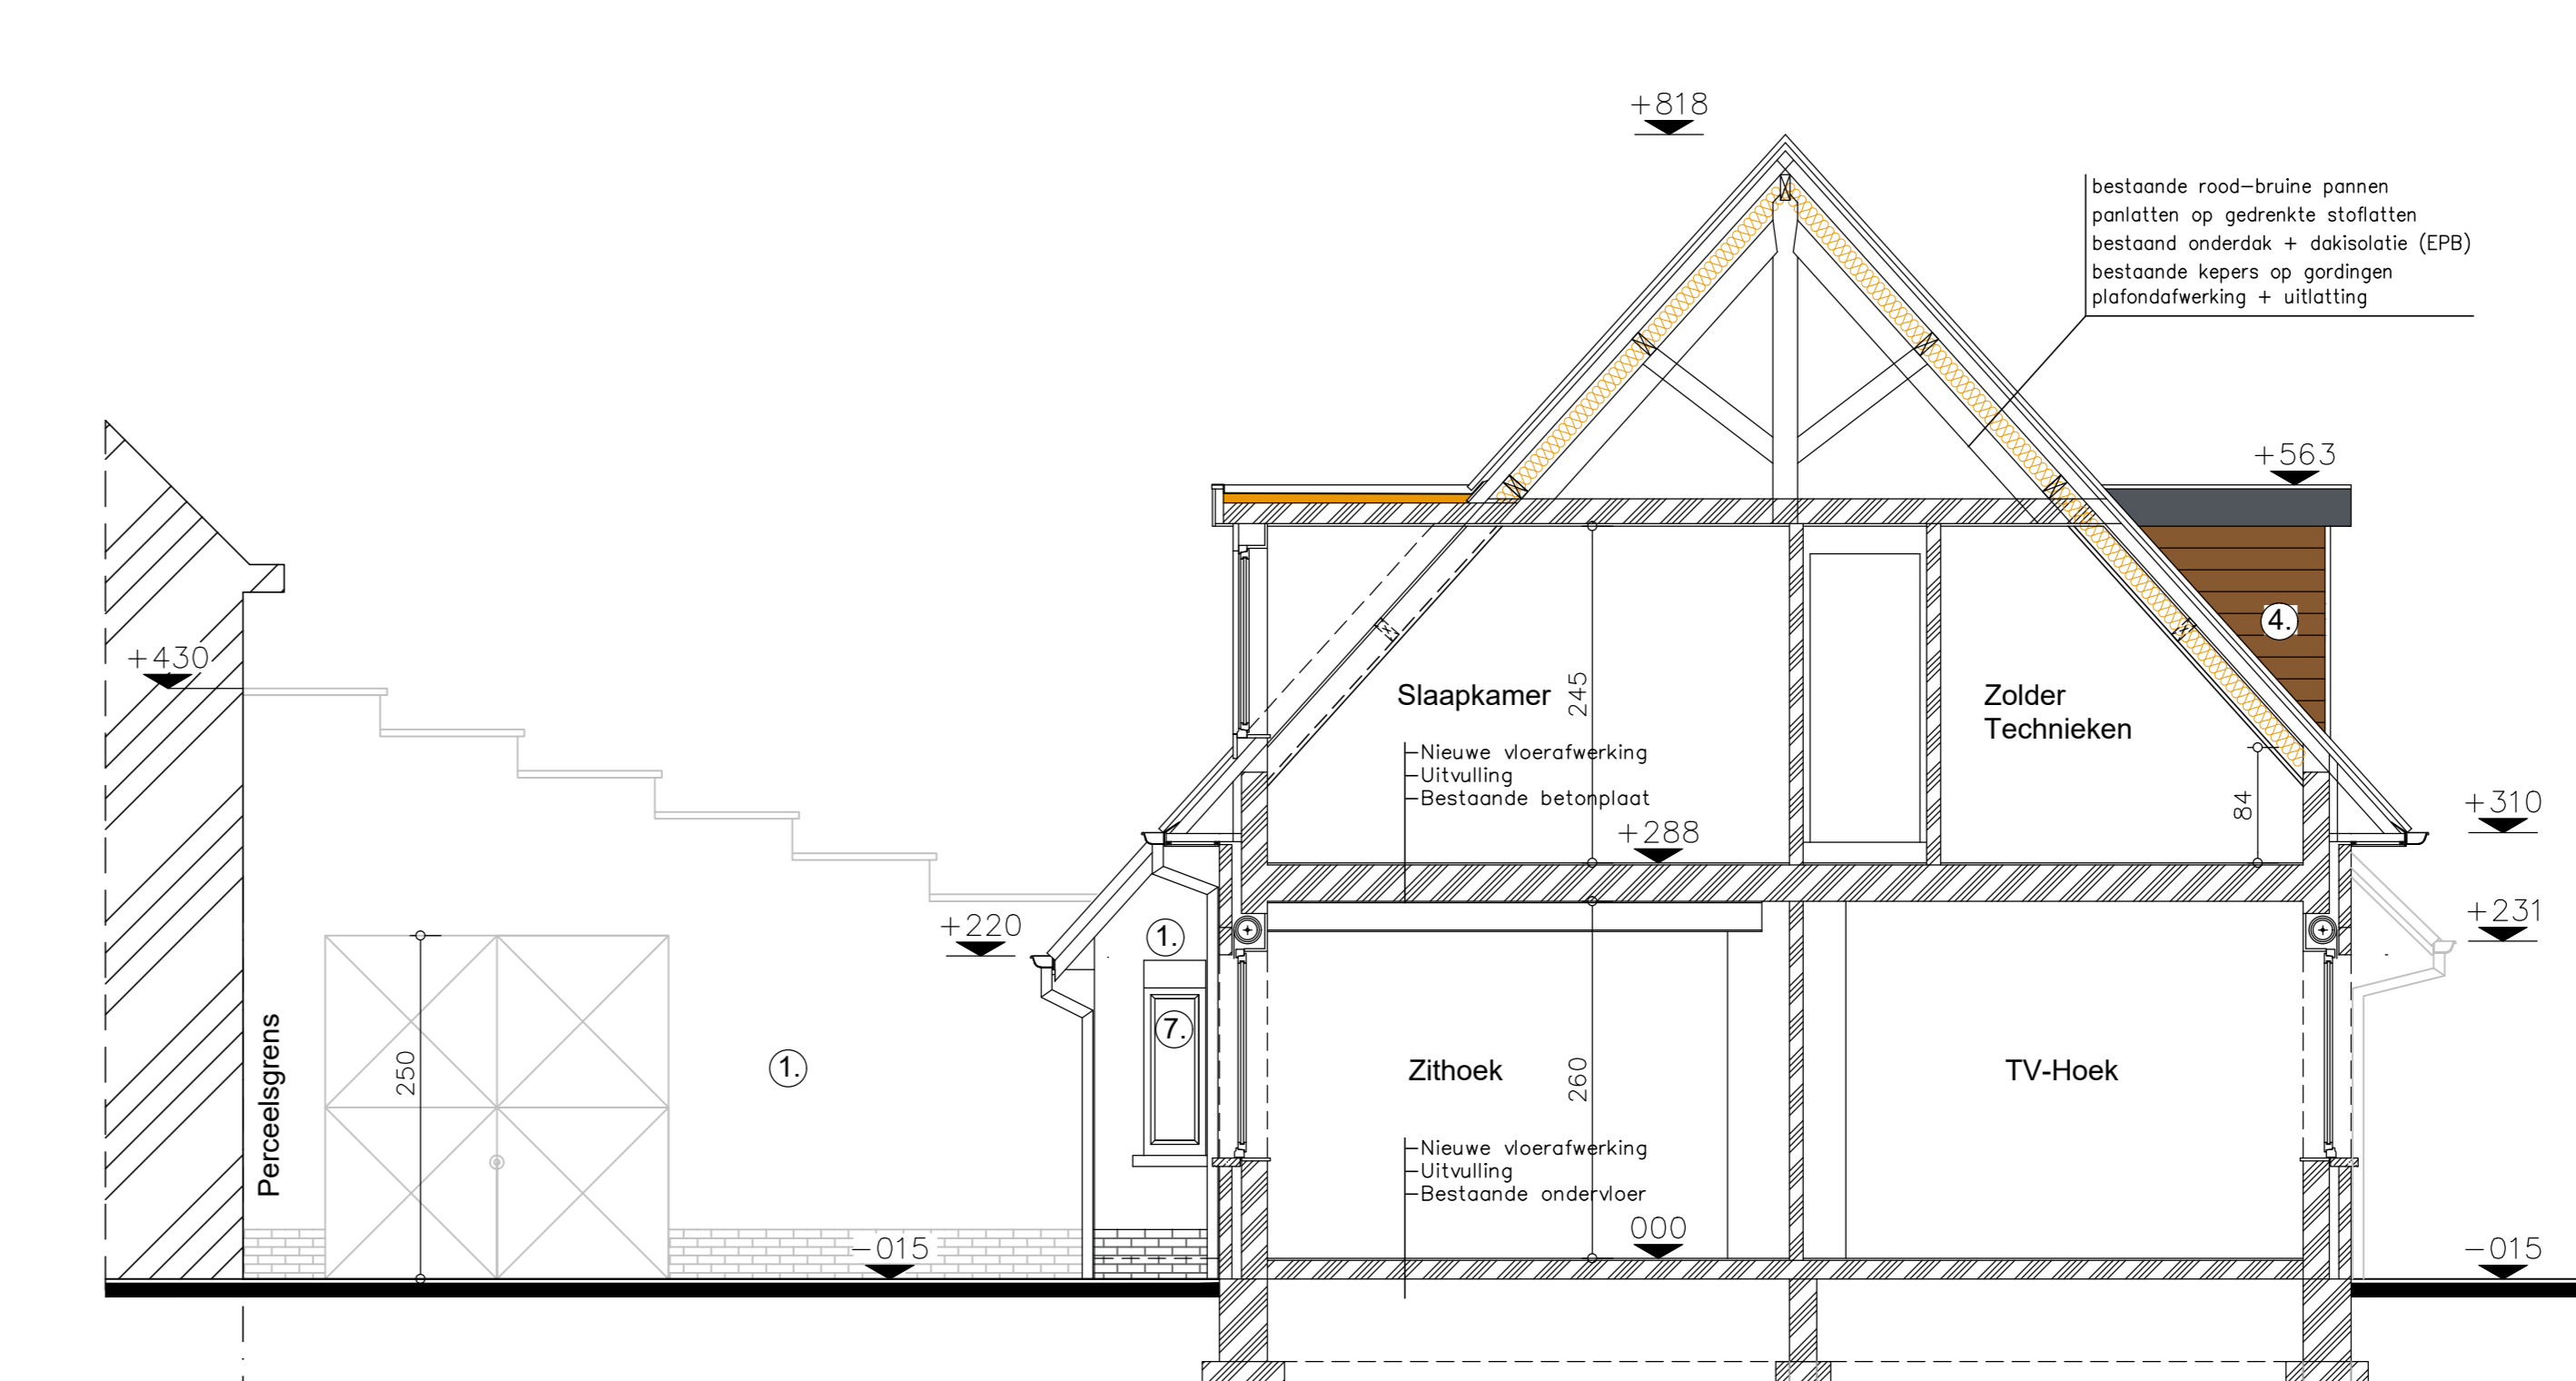 +818
bestaande rood-bruine pannen
panlatten op gedrenkte stoflatten
bestaand onderdak + dakisolatie (EPB)
bestaande kepers op gordingen
plafondafwerking + uitlatting
+563
4.
+430
Slaapkamer
245
Zolder
Technieken
Nieuwe vloerafwerking
Uitvulling
Bestaande betonplaat
+288
84
+310
+220
1.
+231
7.
Perceelsgrens
250
1.
Zithoek
260
TV-Hoek
Nieuwe vloerafwerking
Uitvulling
Bestaande ondervloer
000
-015
-015